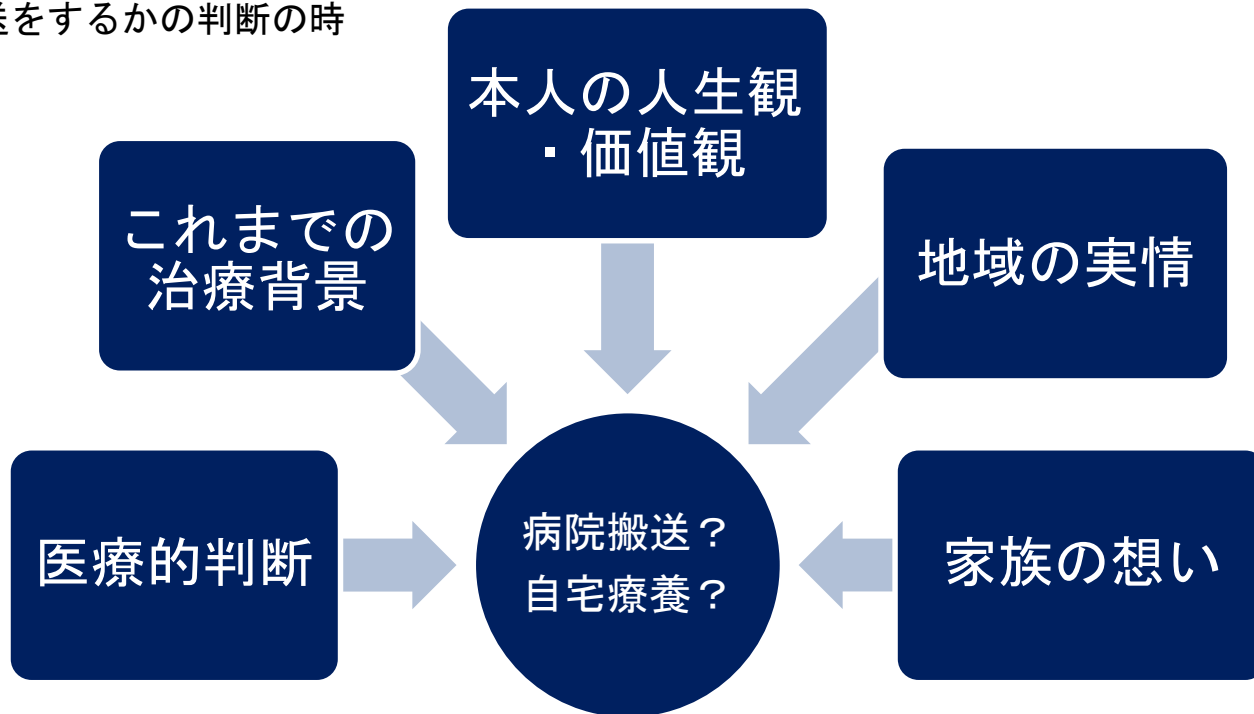 送をするかの判断の時
本人の人生観
・価値観
これまでの
治療背景
地域の実情
医療的判断
病院搬送？
自宅療養？
家族の想い